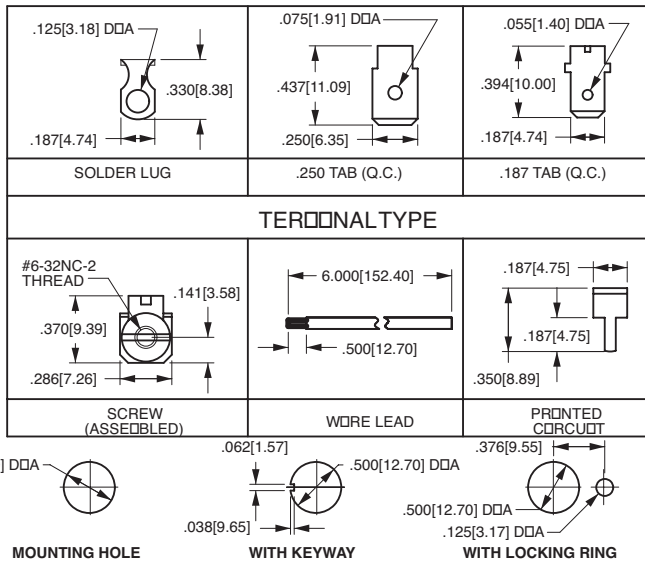 .125[3.18] D▯▯A
.330[8.38]
.187[4.74]
SOLDER LUG
.075[1.91] D▯▯A
.437[11.09]
.250[6.35]
.250 TAB (Q.C.)
.055[1.40] D▯▯A
.394[10.00]
.187[4.74]
.187 TAB (Q.C.)
TER▯▯▯NAL TYPE
#6-32NC-2
THREAD
.141[3.58]
.370[9.39]
.286[7.26]
SCREW
(ASSE▯BLED)
6.000[152.40]
.500[12.70]
W▯RE LEAD
.187[4.75]
.187[4.75]
.350[8.89]
PR▯NTED
C▯RCU▯T
] D▯A
MOUNTING HOLE
.062[1.57]
.500[12.70] D▯A
.038[9.65]
WITH KEYWAY
.376[9.55]
.500[12.70] D▯A
.125[3.17] D▯A
WITH LOCKING RING